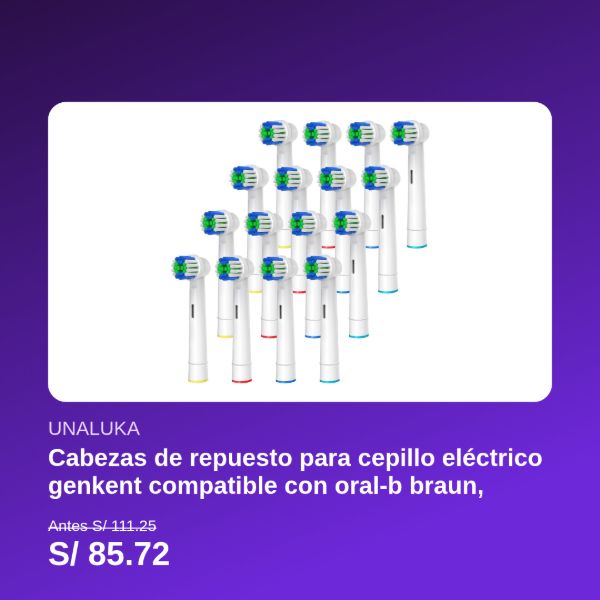 UNALUKA
Cabezas de repuesto para cepillo eléctrico
genkent compatible con oral-b braun,
Antes S/ 111.25
S/ 85.72